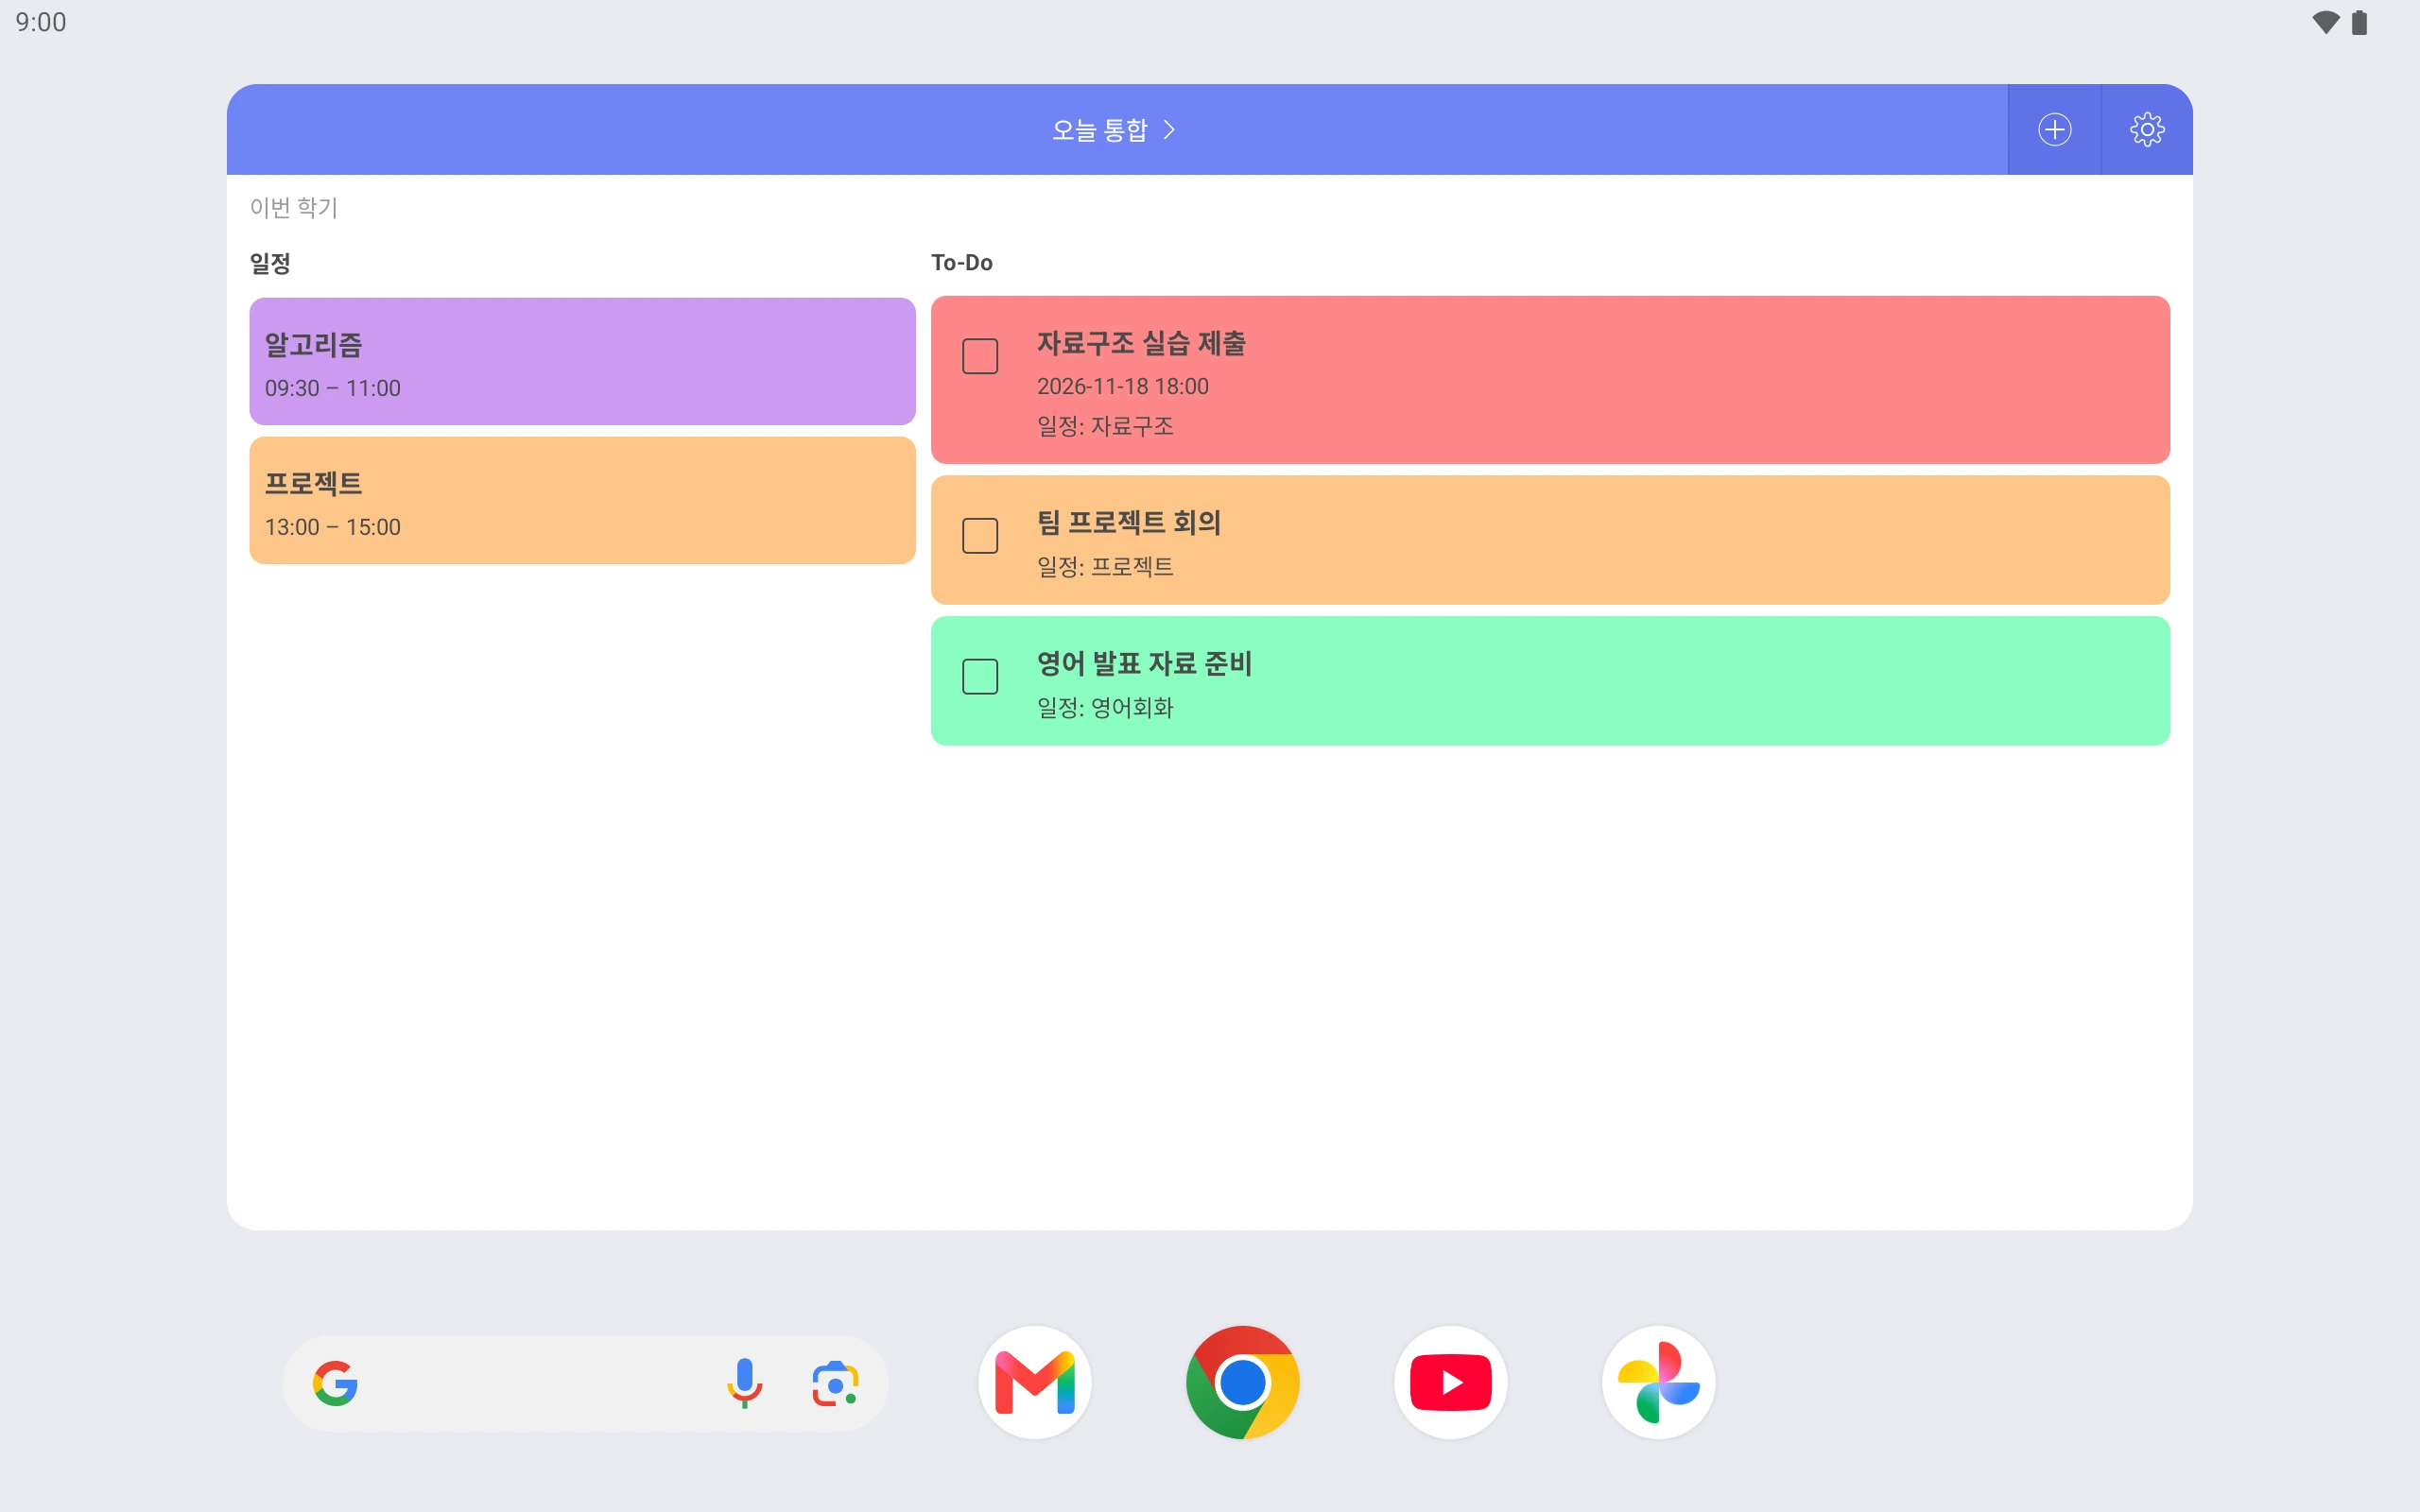 9:00
오늘 통합
이번 학기
일정
알고리즘
09:30 – 11:00
프로젝트
13:00 – 15:00
To-Do
자료구조 실습 제출
2026-11-18 18:00
일정: 자료구조
팀 프로젝트 회의
일정: 프로젝트
영어 발표 자료 준비
일정: 영어회화